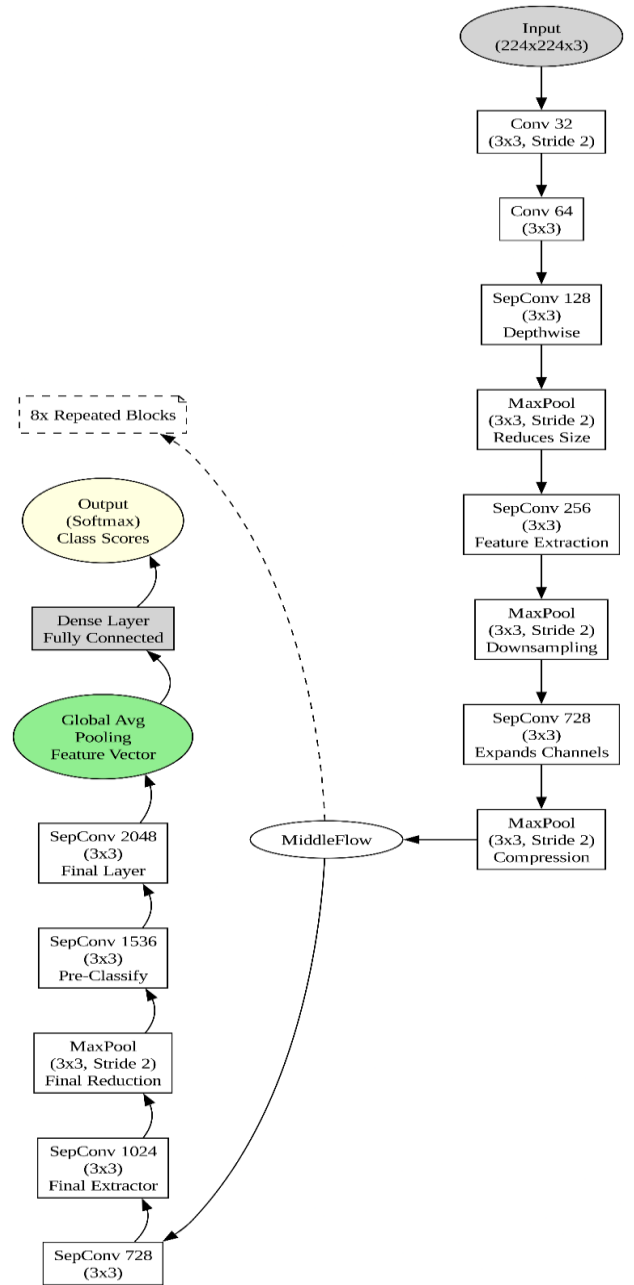 Input
(224x224x3)
Conv 32
(3x3, Stride 2)
Conv 64
(3x3)
SepConv 128
(3x3)
Depthwise
MaxPool
(3x3, Stride 2)
Reduces Size
SepConv 256
(3x3)
Feature Extraction
MaxPool
(3x3, Stride 2)
Downsampling
SepConv 728
(3x3)
Expands Channels
MaxPool
(3x3, Stride 2)
Compression
MiddleFlow
8x Repeated Blocks
SepConv 728
(3x3)
SepConv 1024
(3x3)
Final Extractor
MaxPool
(3x3, Stride 2)
Final Reduction
SepConv 1536
(3x3)
Pre-Classify
SepConv 2048
(3x3)
Final Layer
Global Avg
Pooling
Feature Vector
Dense Layer
Fully Connected
Output
(Softmax)
Class Scores